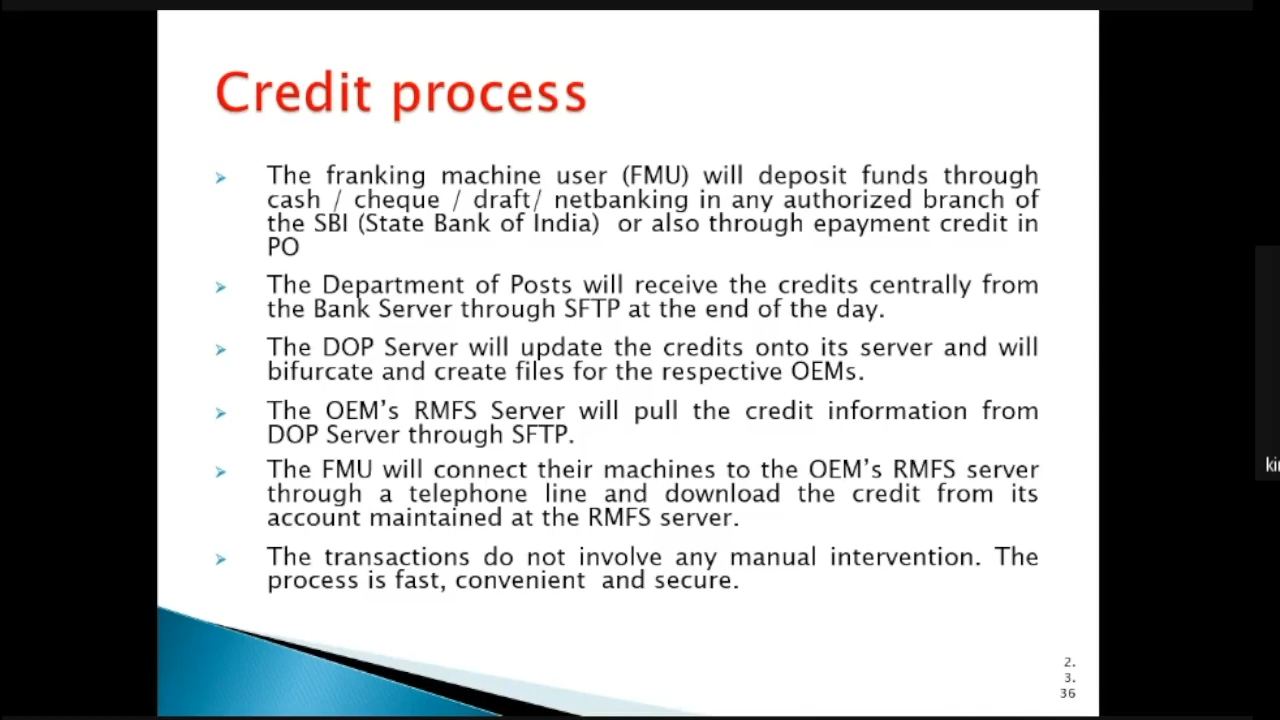 Credit process
The franking machine user (FMU) will deposit funds through
cash / cheque / draft/ netbanking in any authorized branch of
the SBI (State Bank of India) or also through epayment credit in
PO
The Department of Posts will receive the credits centrally from
the Bank Server through SFTP at the end of the day.
The DOP Server will update the credits onto its server and will
bifurcate and create files for the respective OEMs.
The OEM’s RMFS Server will pull the credit information from
DOP Server through SFTP.
The FMU will connect their machines to the OEM’s RMFS server
through a telephone line and download the credit from its
account maintained at the RMFS server.
The transactions do not involve any manual intervention. The
process is fast, convenient and secure.
2.
3.
36